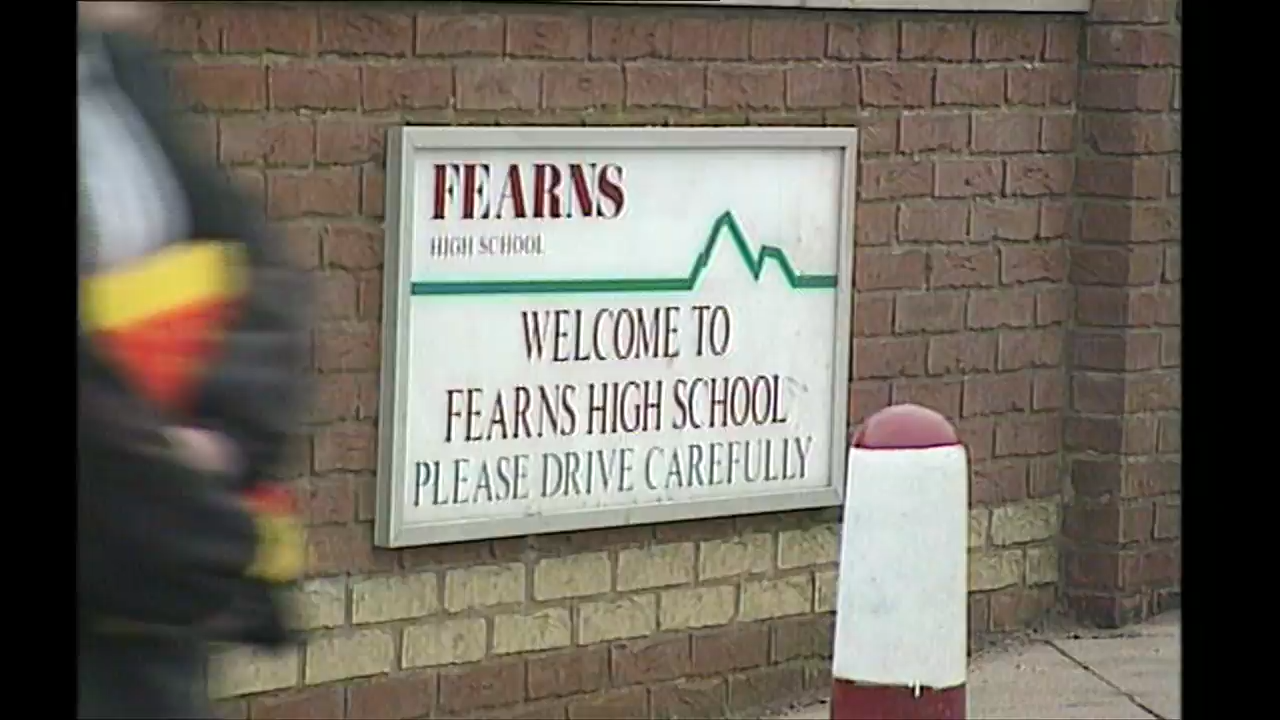 FEARNS
HIGH SCHOOL
WELCOME TO
FEARNS HIGH SCHOOL
PLEASE DRIVE CAREFULLY